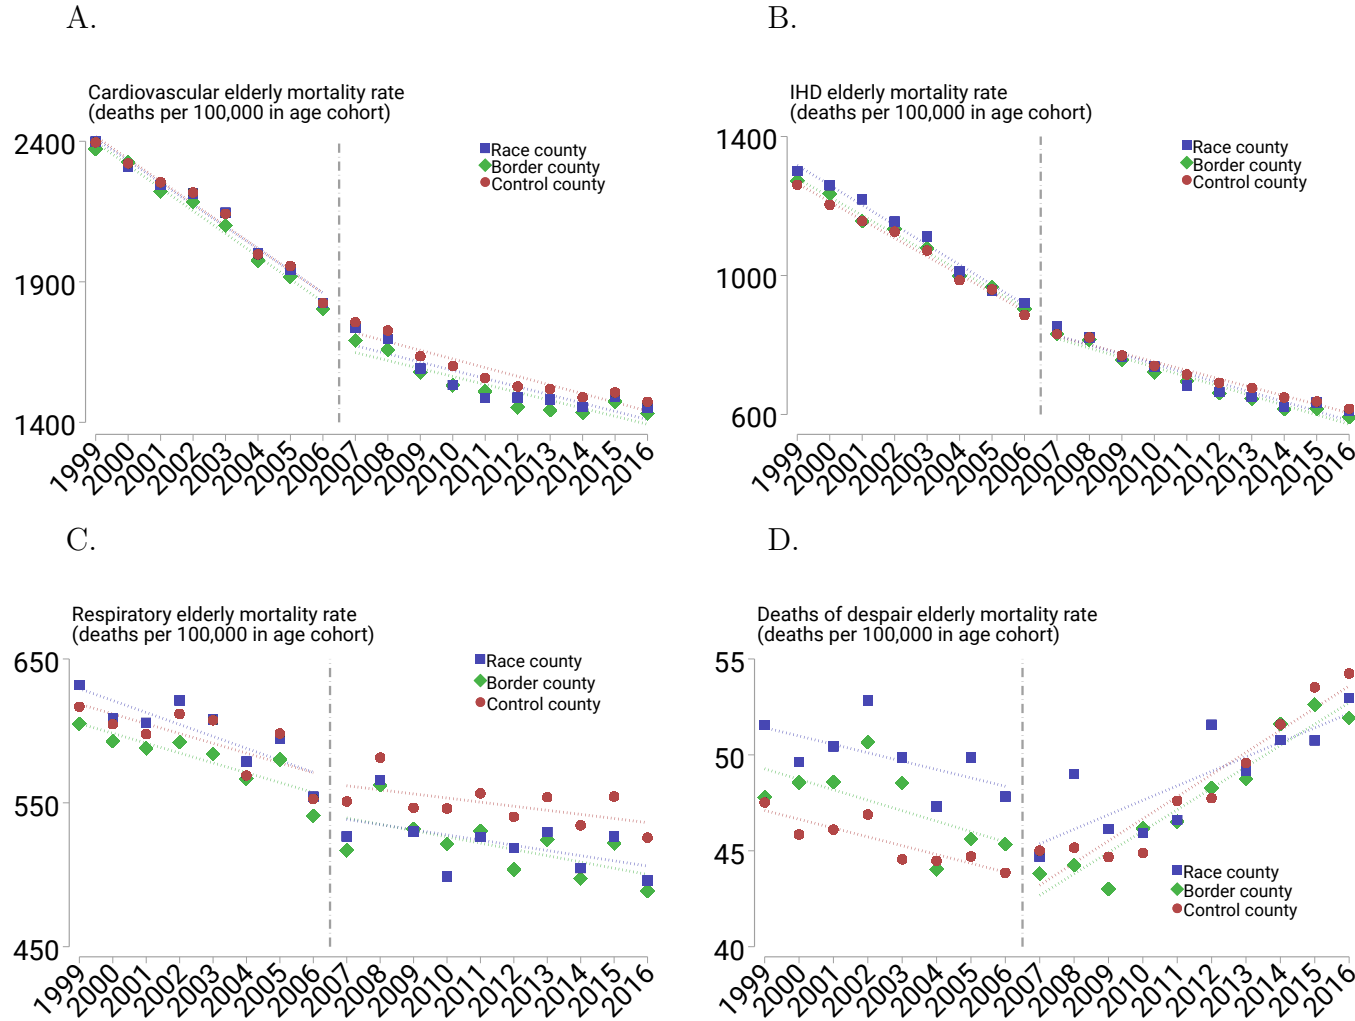 A.
Cardiovascular elderly mortality rate
(deaths per 100,000 in age cohort)
2400
1900
1400
Race county
Border county
Control county
1999 2000 2001 2002 2003 2004 2005 2006 2007 2008 2009 2010 2011 2012 2013 2014 2015 2016
B.
IHD elderly mortality rate
(deaths per 100,000 in age cohort)
1400
1000
600
Race county
Border county
Control county
1999 2000 2001 2002 2003 2004 2005 2006 2007 2008 2009 2010 2011 2012 2013 2014 2015 2016
C.
Respiratory elderly mortality rate
(deaths per 100,000 in age cohort)
650
550
450
Race county
Border county
Control county
1999 2000 2001 2002 2003 2004 2005 2006 2007 2008 2009 2010 2011 2012 2013 2014 2015 2016
D.
Deaths of despair elderly mortality rate
(deaths per 100,000 in age cohort)
55
50
45
40
Race county
Border county
Control county
1999 2000 2001 2002 2003 2004 2005 2006 2007 2008 2009 2010 2011 2012 2013 2014 2015 2016